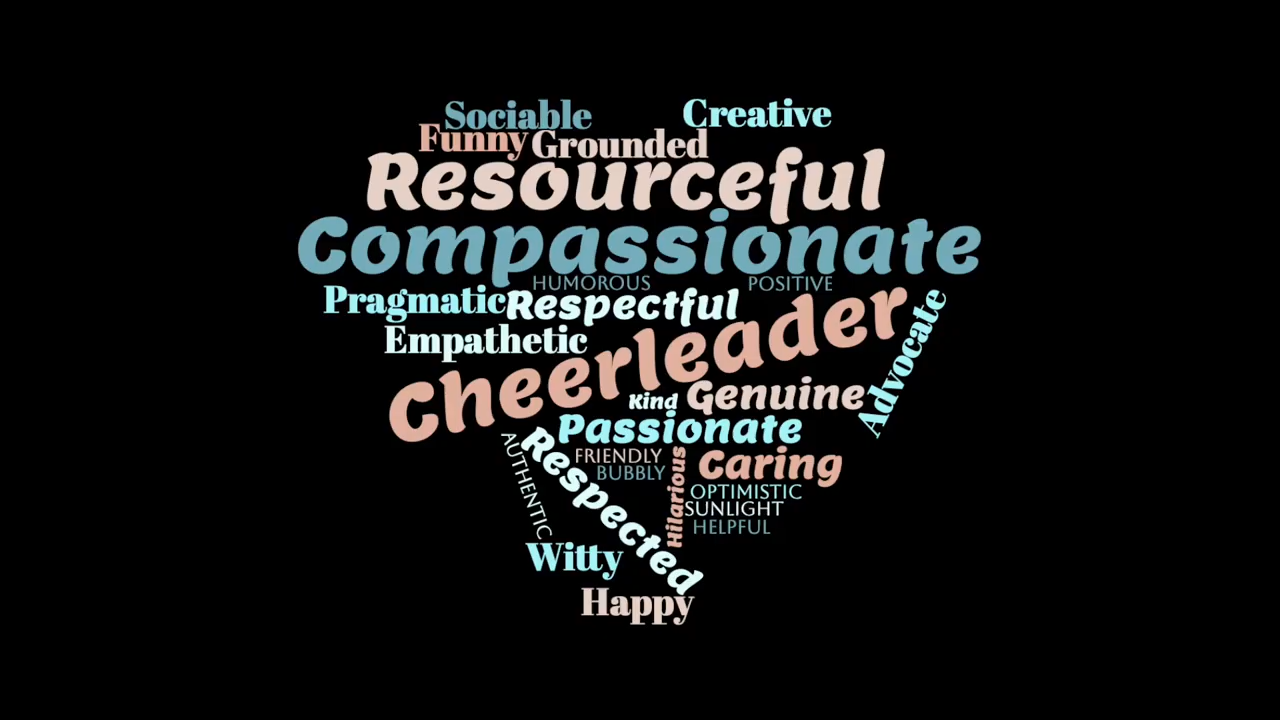 Sociable
Creative
Funny
Grounded
Resourceful
Compassionate
HUMOROUS
POSITIVE
Pragmatic
Respectful
Empathetic
Cheerleader
Advocate
Kind
Genuine
Passionate
AUTHENTIC
Respected
FRIENDLY
BUBBLY
Hilarious
Caring
OPTIMISTIC
SUNLIGHT
HELPFUL
Witty
Happy